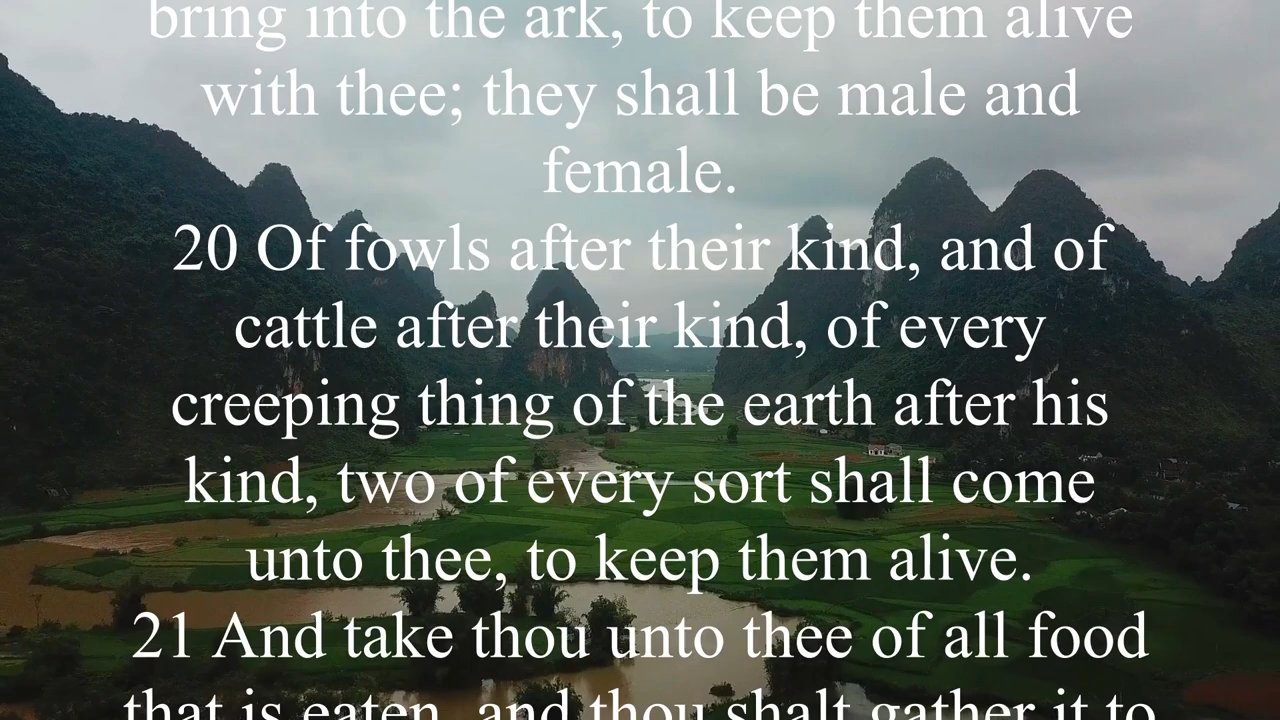 bring into the ark, to keep them alive
with thee; they shall be male and
female.
20 Of fowls after their kind, and of
cattle after their kind, of every
creeping thing of the earth after his
kind, two of every sort shall come
unto thee, to keep them alive.
21 And take thou unto thee of all food
that is eaten, and thou shalt gather it to